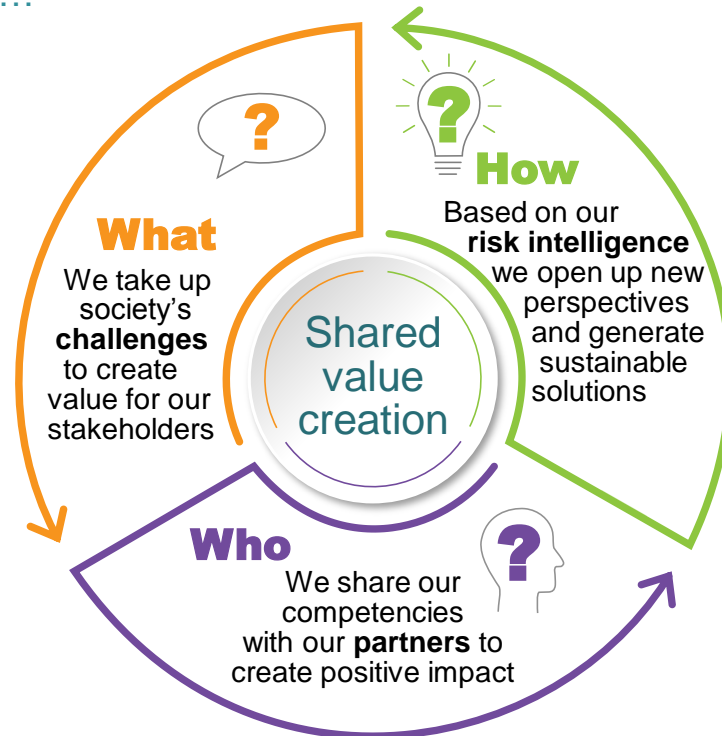 ...
?
What
We take up
society's
challenges
to create
value for our
stakeholders
?
How
Based on our
risk intelligence
we open up new
perspectives
and generate
sustainable
solutions
Shared
value
creation
Who
?
We share our
competencies
with our partners to
create positive impact